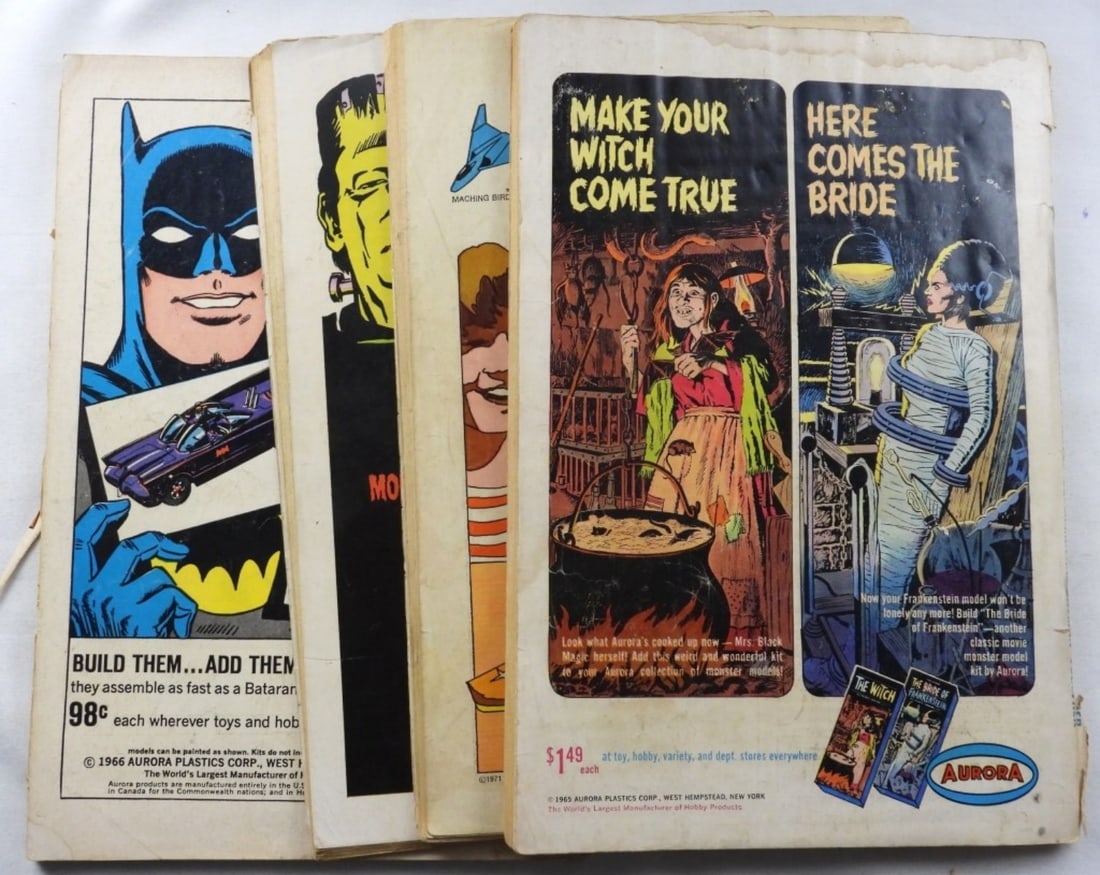 BUILD THEM...ADD THEM
they assemble as fast as a Bataran
98¢ each wherever toys and hob
models can be painted as shown. Kits do not in
© 1966 AURORA PLASTICS CORP., WEST H
The World's Largest Manufacturer of H
Aurora products are manufactured entirely in the U.S
in Canada for the Commonwealth nations; and in H
MO
MACHING BIRD
©1971
MAKE YOUR
WITCH
COME TRUE
Look what Aurora's cooked up now — Mrs. Black
Magic herself! Add this weird and wonderful kit
to your Aurora collection of monster models!
HERE
COMES THE
BRIDE
Now your Frankenstein model won't be
lonely any more! Build "The Bride
of Frankenstein"—another
classic movie
monster model
kit by Aurora!
THE WITCH
THE BRIDE OF
FRANKENSTEIN
$1.49 each
at toy, hobby, variety, and dept. stores everywhere
AURORA
© 1965 AURORA PLASTICS CORP., WEST HEMPSTEAD, NEW YORK
The World's Largest Manufacturer of Hobby Products